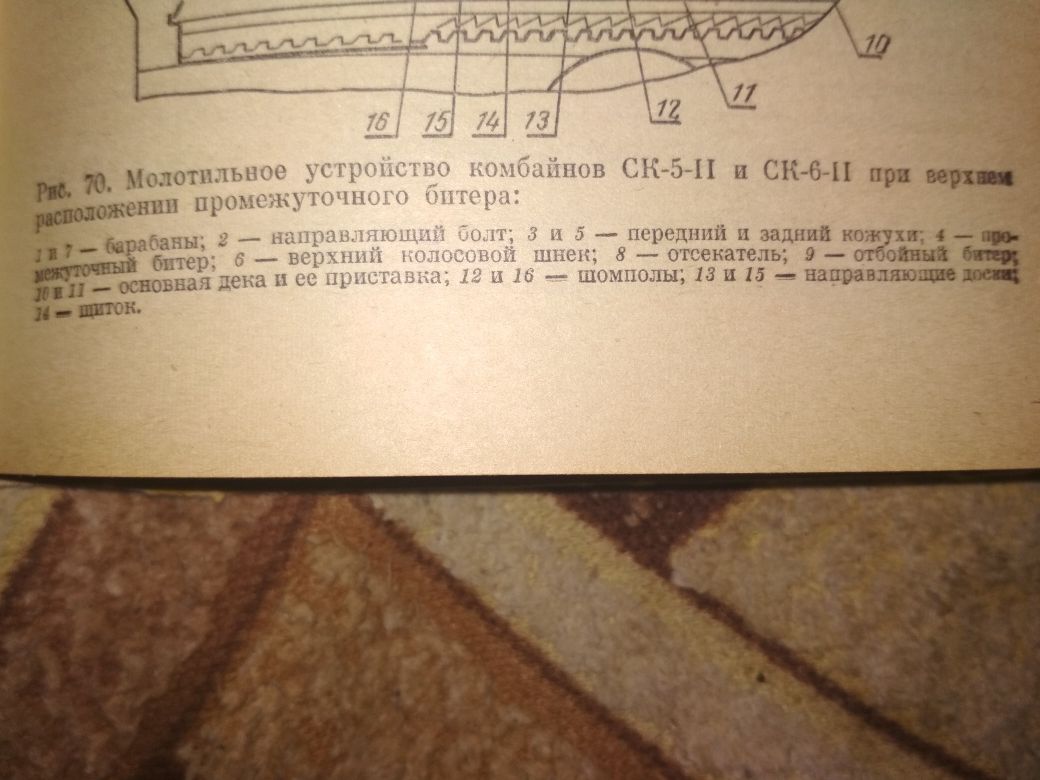 10
11
12
16 15 14 13
Рис. 70. Молотильное устройство комбайнов СК-5-II и СК-6-II при верхнем
расположении промежуточного битера:
1 и 7 — барабаны; 2 — направляющий болт; 3 и 5 — передний и задний кожухи; 4 — про-
межуточный битер; 6 — верхний колосовой шнек; 8 — отсекатель; 9 — отбойный битер;
10 и 11 — основная дека и ее приставка; 12 и 16 — шомполы; 13 и 15 — направляющие доски;
14 — щиток.